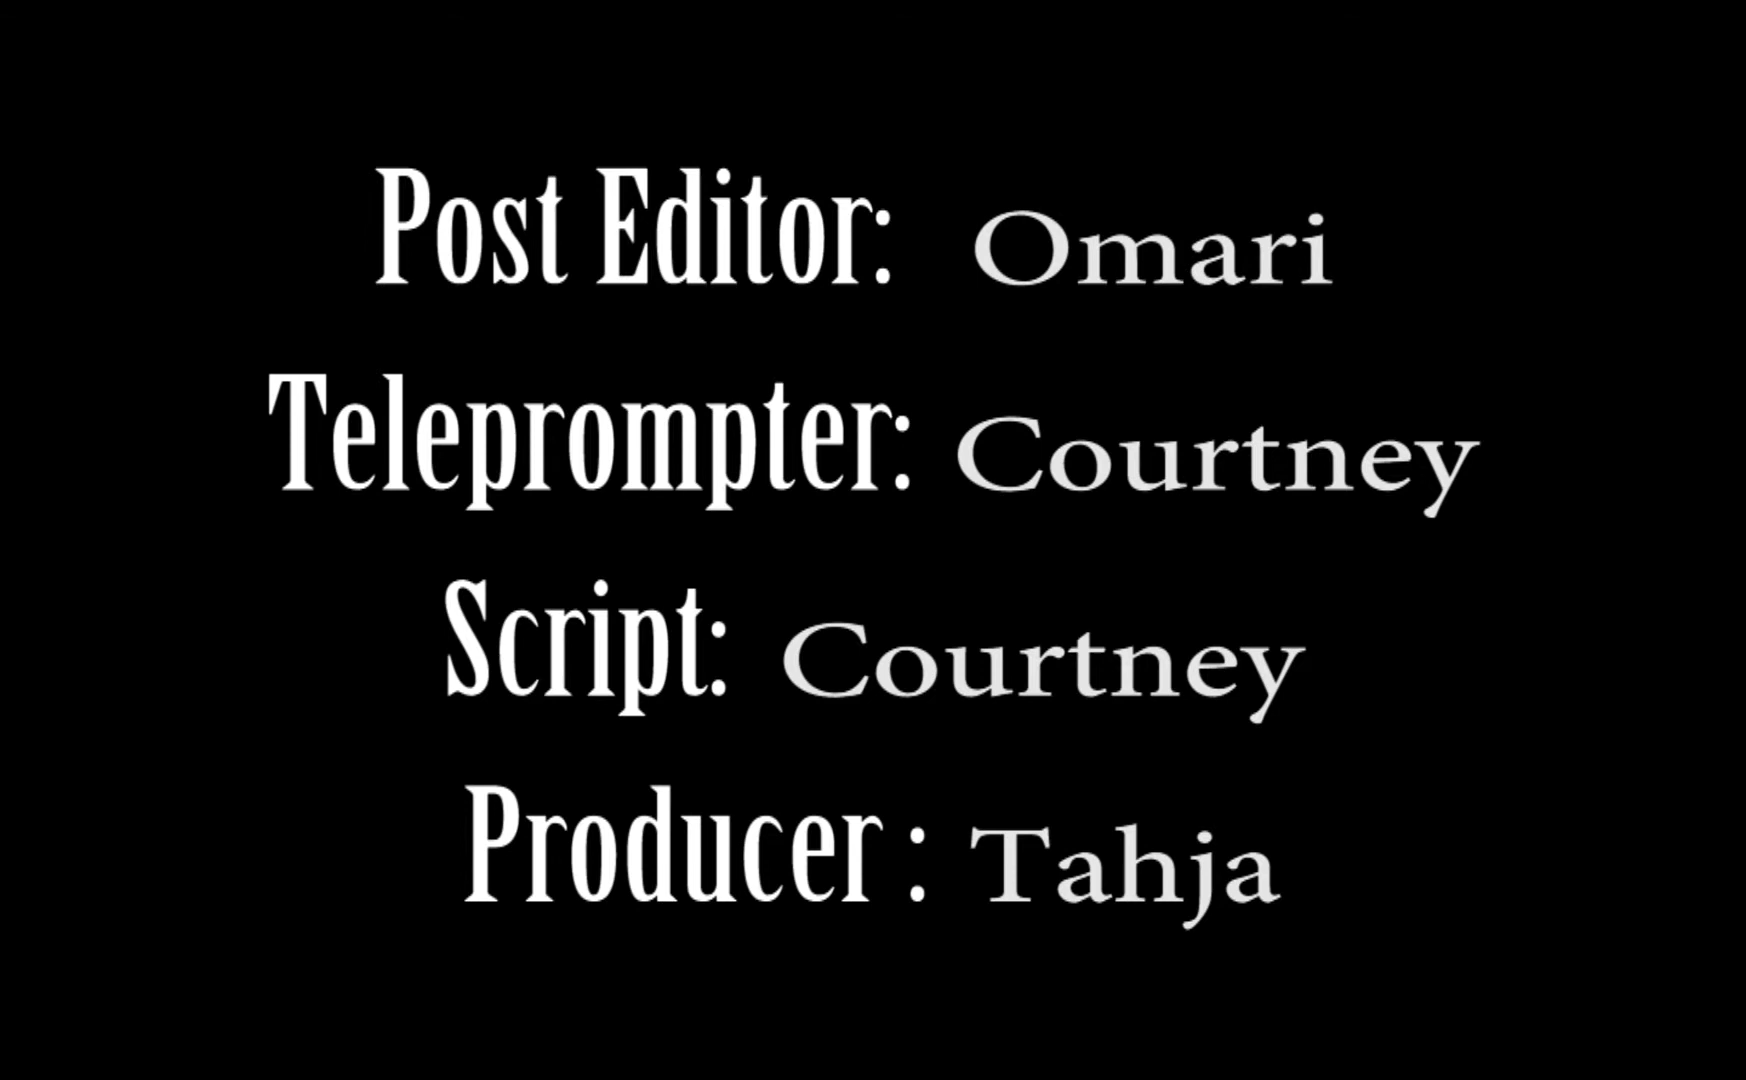 Post Editor: Omari
Teleprompter: Courtney
Script: Courtney
Producer : Tahja